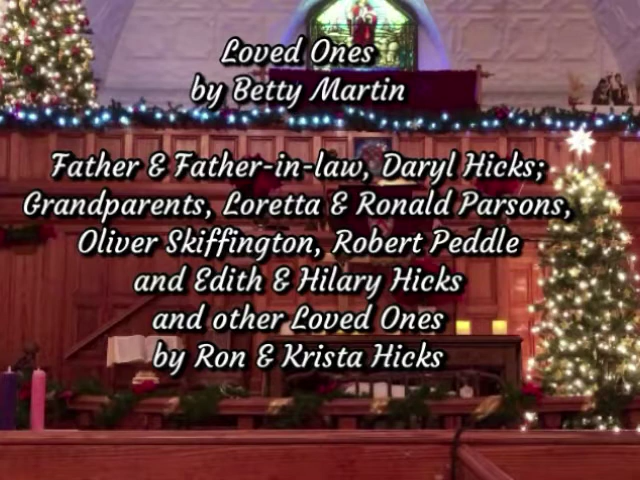 Loved Ones
by Betty Martin
Father & Father-in-law, Daryl Hicks;
Grandparents, Loretta & Ronald Parsons,
Oliver Skiffington, Robert Peddle
and Edith & Hilary Hicks
and other Loved Ones
by Ron & Krista Hicks